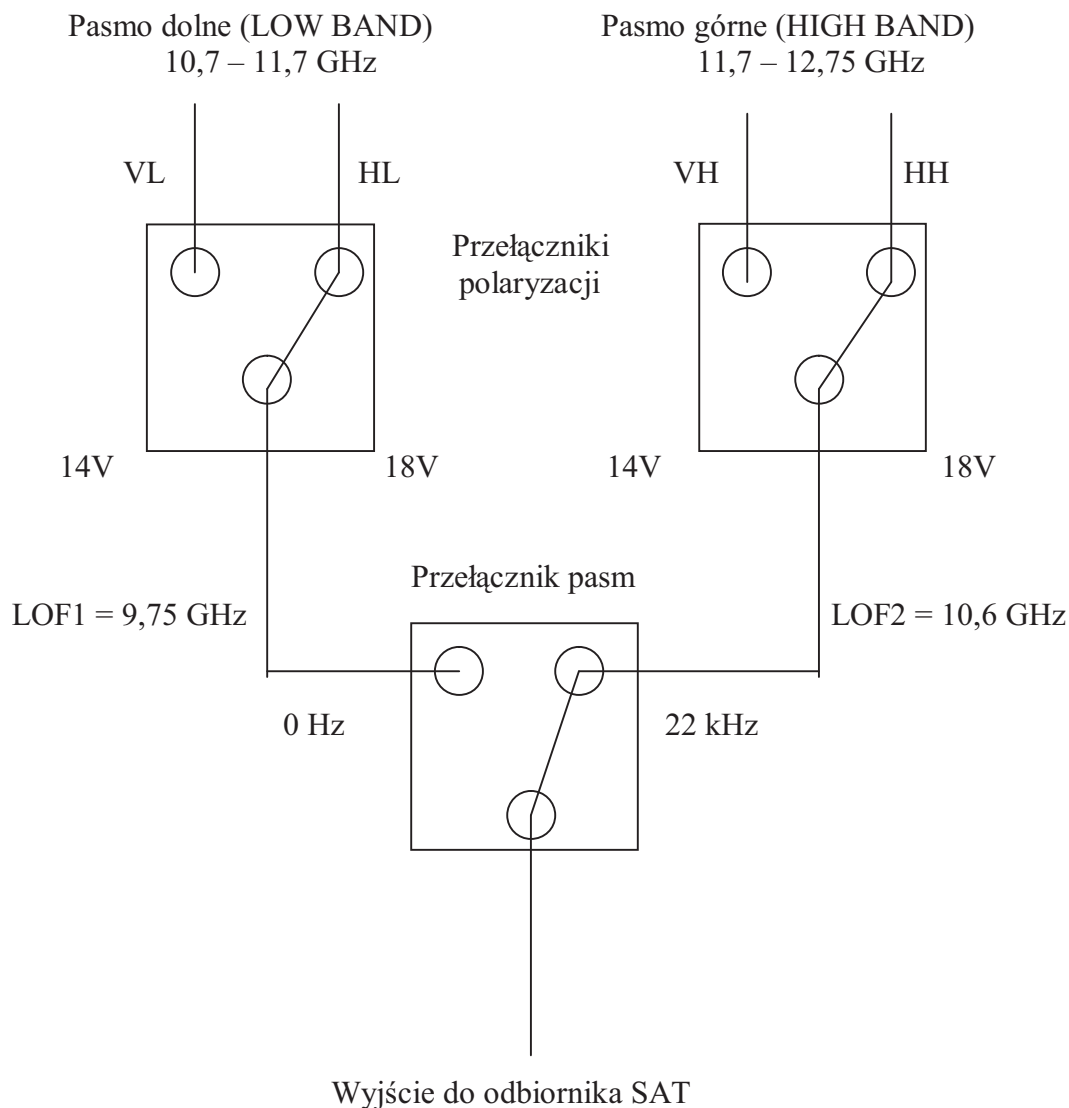 Pasmo dolne (LOW BAND)
10,7 – 11,7 GHz
Pasmo górne (HIGH BAND)
11,7 – 12,75 GHz
VL
HL
VH
HH
Przełączniki
polaryzacji
14V
18V
14V
18V
Przełącznik pasm
LOF1 = 9,75 GHz
LOF2 = 10,6 GHz
0 Hz
22 kHz
Wyjście do odbiornika SAT